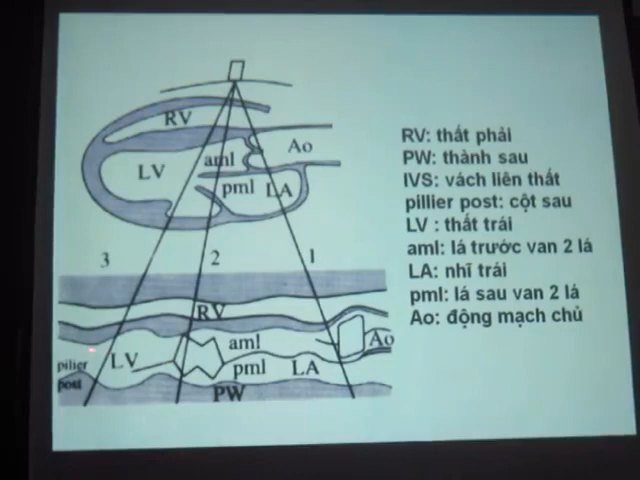 RV
LV
aml
Ao
pml
LA
3
2
1
RV
aml
Ao
LV
pml
LA
pilier
post
PW
RV: thất phải
PW: thành sau
IVS: vách liên thất
pillier post: cột sau
LV : thất trái
aml: lá trước van 2 lá
LA: nhĩ trái
pml: lá sau van 2 lá
Ao: động mạch chủ